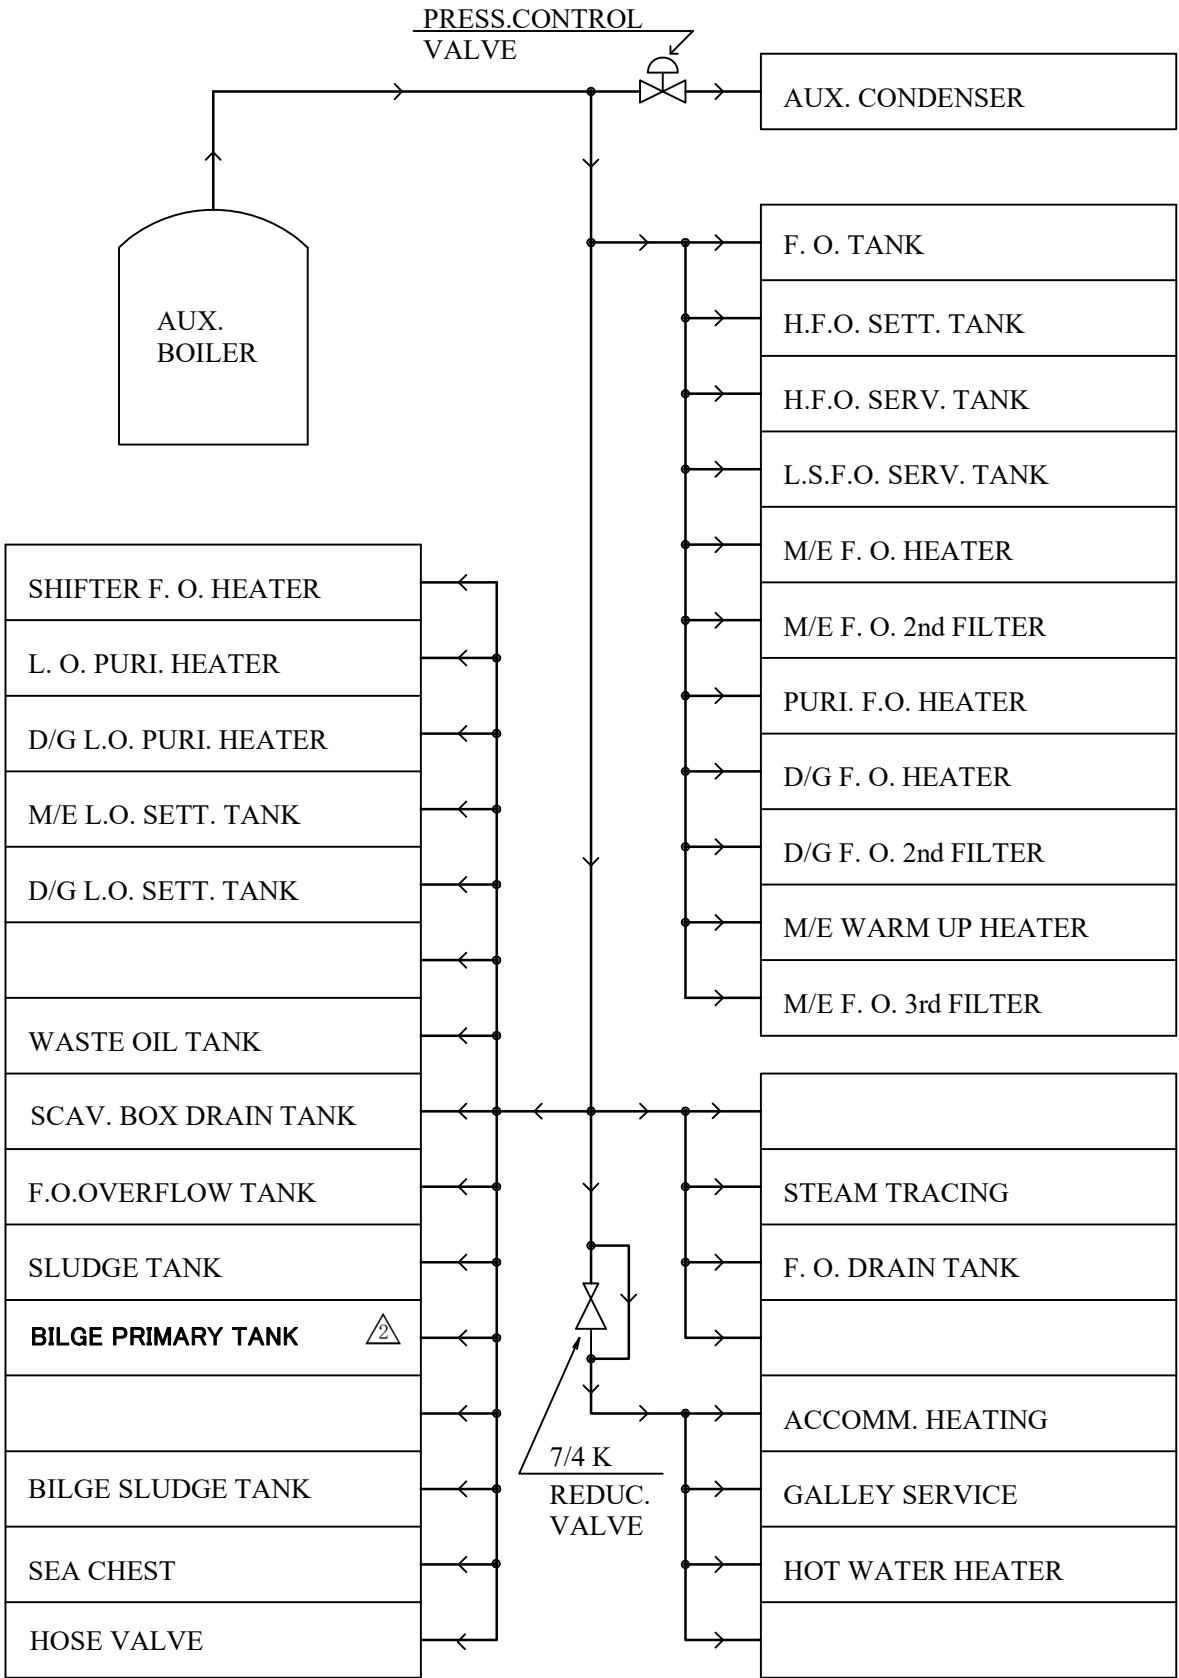 PRESS.CONTROL
VALVE
AUX. CONDENSER
AUX.
BOILER
F. O. TANK
H.F.O. SETT. TANK
H.F.O. SERV. TANK
L.S.F.O. SERV. TANK
M/E F. O. HEATER
M/E F. O. 2nd FILTER
PURI. F.O. HEATER
D/G F. O. HEATER
D/G F. O. 2nd FILTER
M/E WARM UP HEATER
M/E F. O. 3rd FILTER
SHIFTER F. O. HEATER
L. O. PURI. HEATER
D/G L.O. PURI. HEATER
M/E L.O. SETT. TANK
D/G L.O. SETT. TANK
WASTE OIL TANK
SCAV. BOX DRAIN TANK
F.O.OVERFLOW TANK
SLUDGE TANK
BILGE PRIMARY TANK 2
BILGE SLUDGE TANK
SEA CHEST
HOSE VALVE
7/4 K
REDUC.
VALVE
STEAM TRACING
F. O. DRAIN TANK
ACCOMM. HEATING
GALLEY SERVICE
HOT WATER HEATER